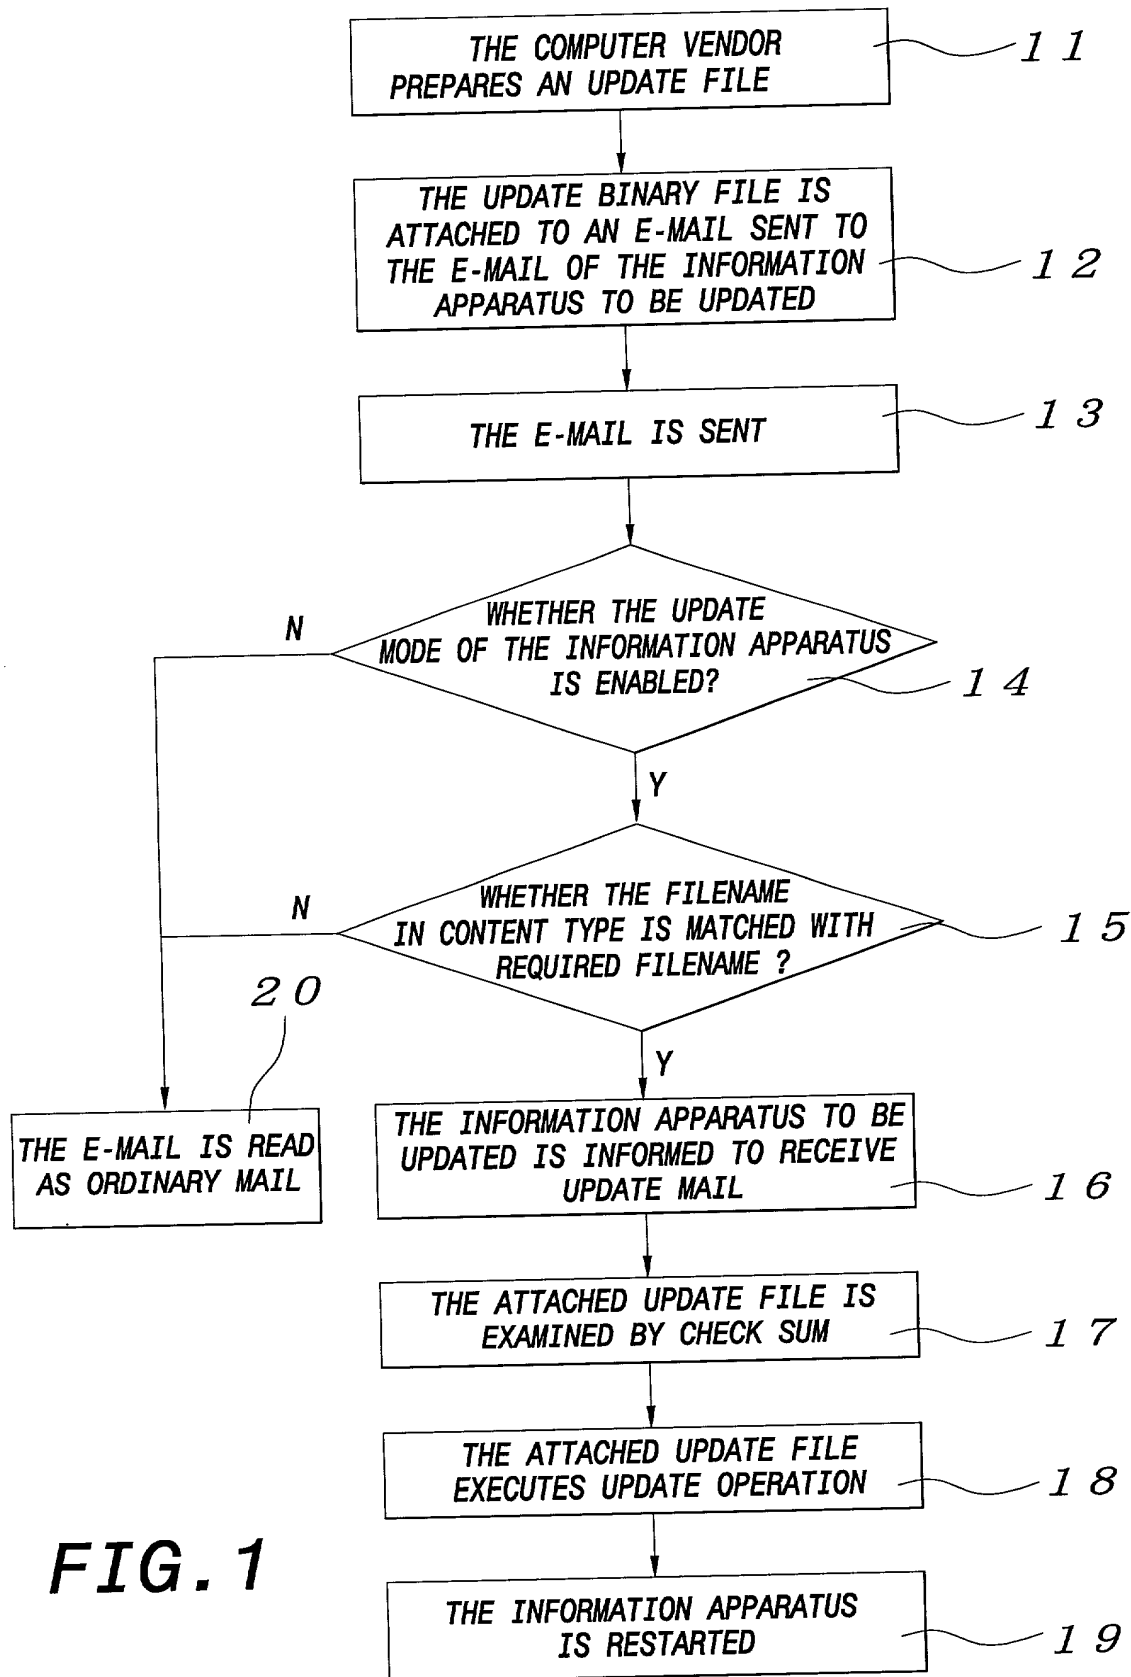 THE COMPUTER VENDOR
PREPARES AN UPDATE FILE
11
THE UPDATE BINARY FILE IS
ATTACHED TO AN E-MAIL SENT TO
THE E-MAIL OF THE INFORMATION
APPARATUS TO BE UPDATED
12
THE E-MAIL IS SENT
13
WHETHER THE UPDATE
MODE OF THE INFORMATION APPARATUS
IS ENABLED?
14
N
Y
WHETHER THE FILENAME
IN CONTENT TYPE IS MATCHED WITH
REQUIRED FILENAME ?
15
N
Y
20
THE E-MAIL IS READ
AS ORDINARY MAIL
THE INFORMATION APPARATUS TO BE
UPDATED IS INFORMED TO RECEIVE
UPDATE MAIL
16
THE ATTACHED UPDATE FILE IS
EXAMINED BY CHECK SUM
17
THE ATTACHED UPDATE FILE
EXECUTES UPDATE OPERATION
18
THE INFORMATION APPARATUS
IS RESTARTED
19
FIG.1